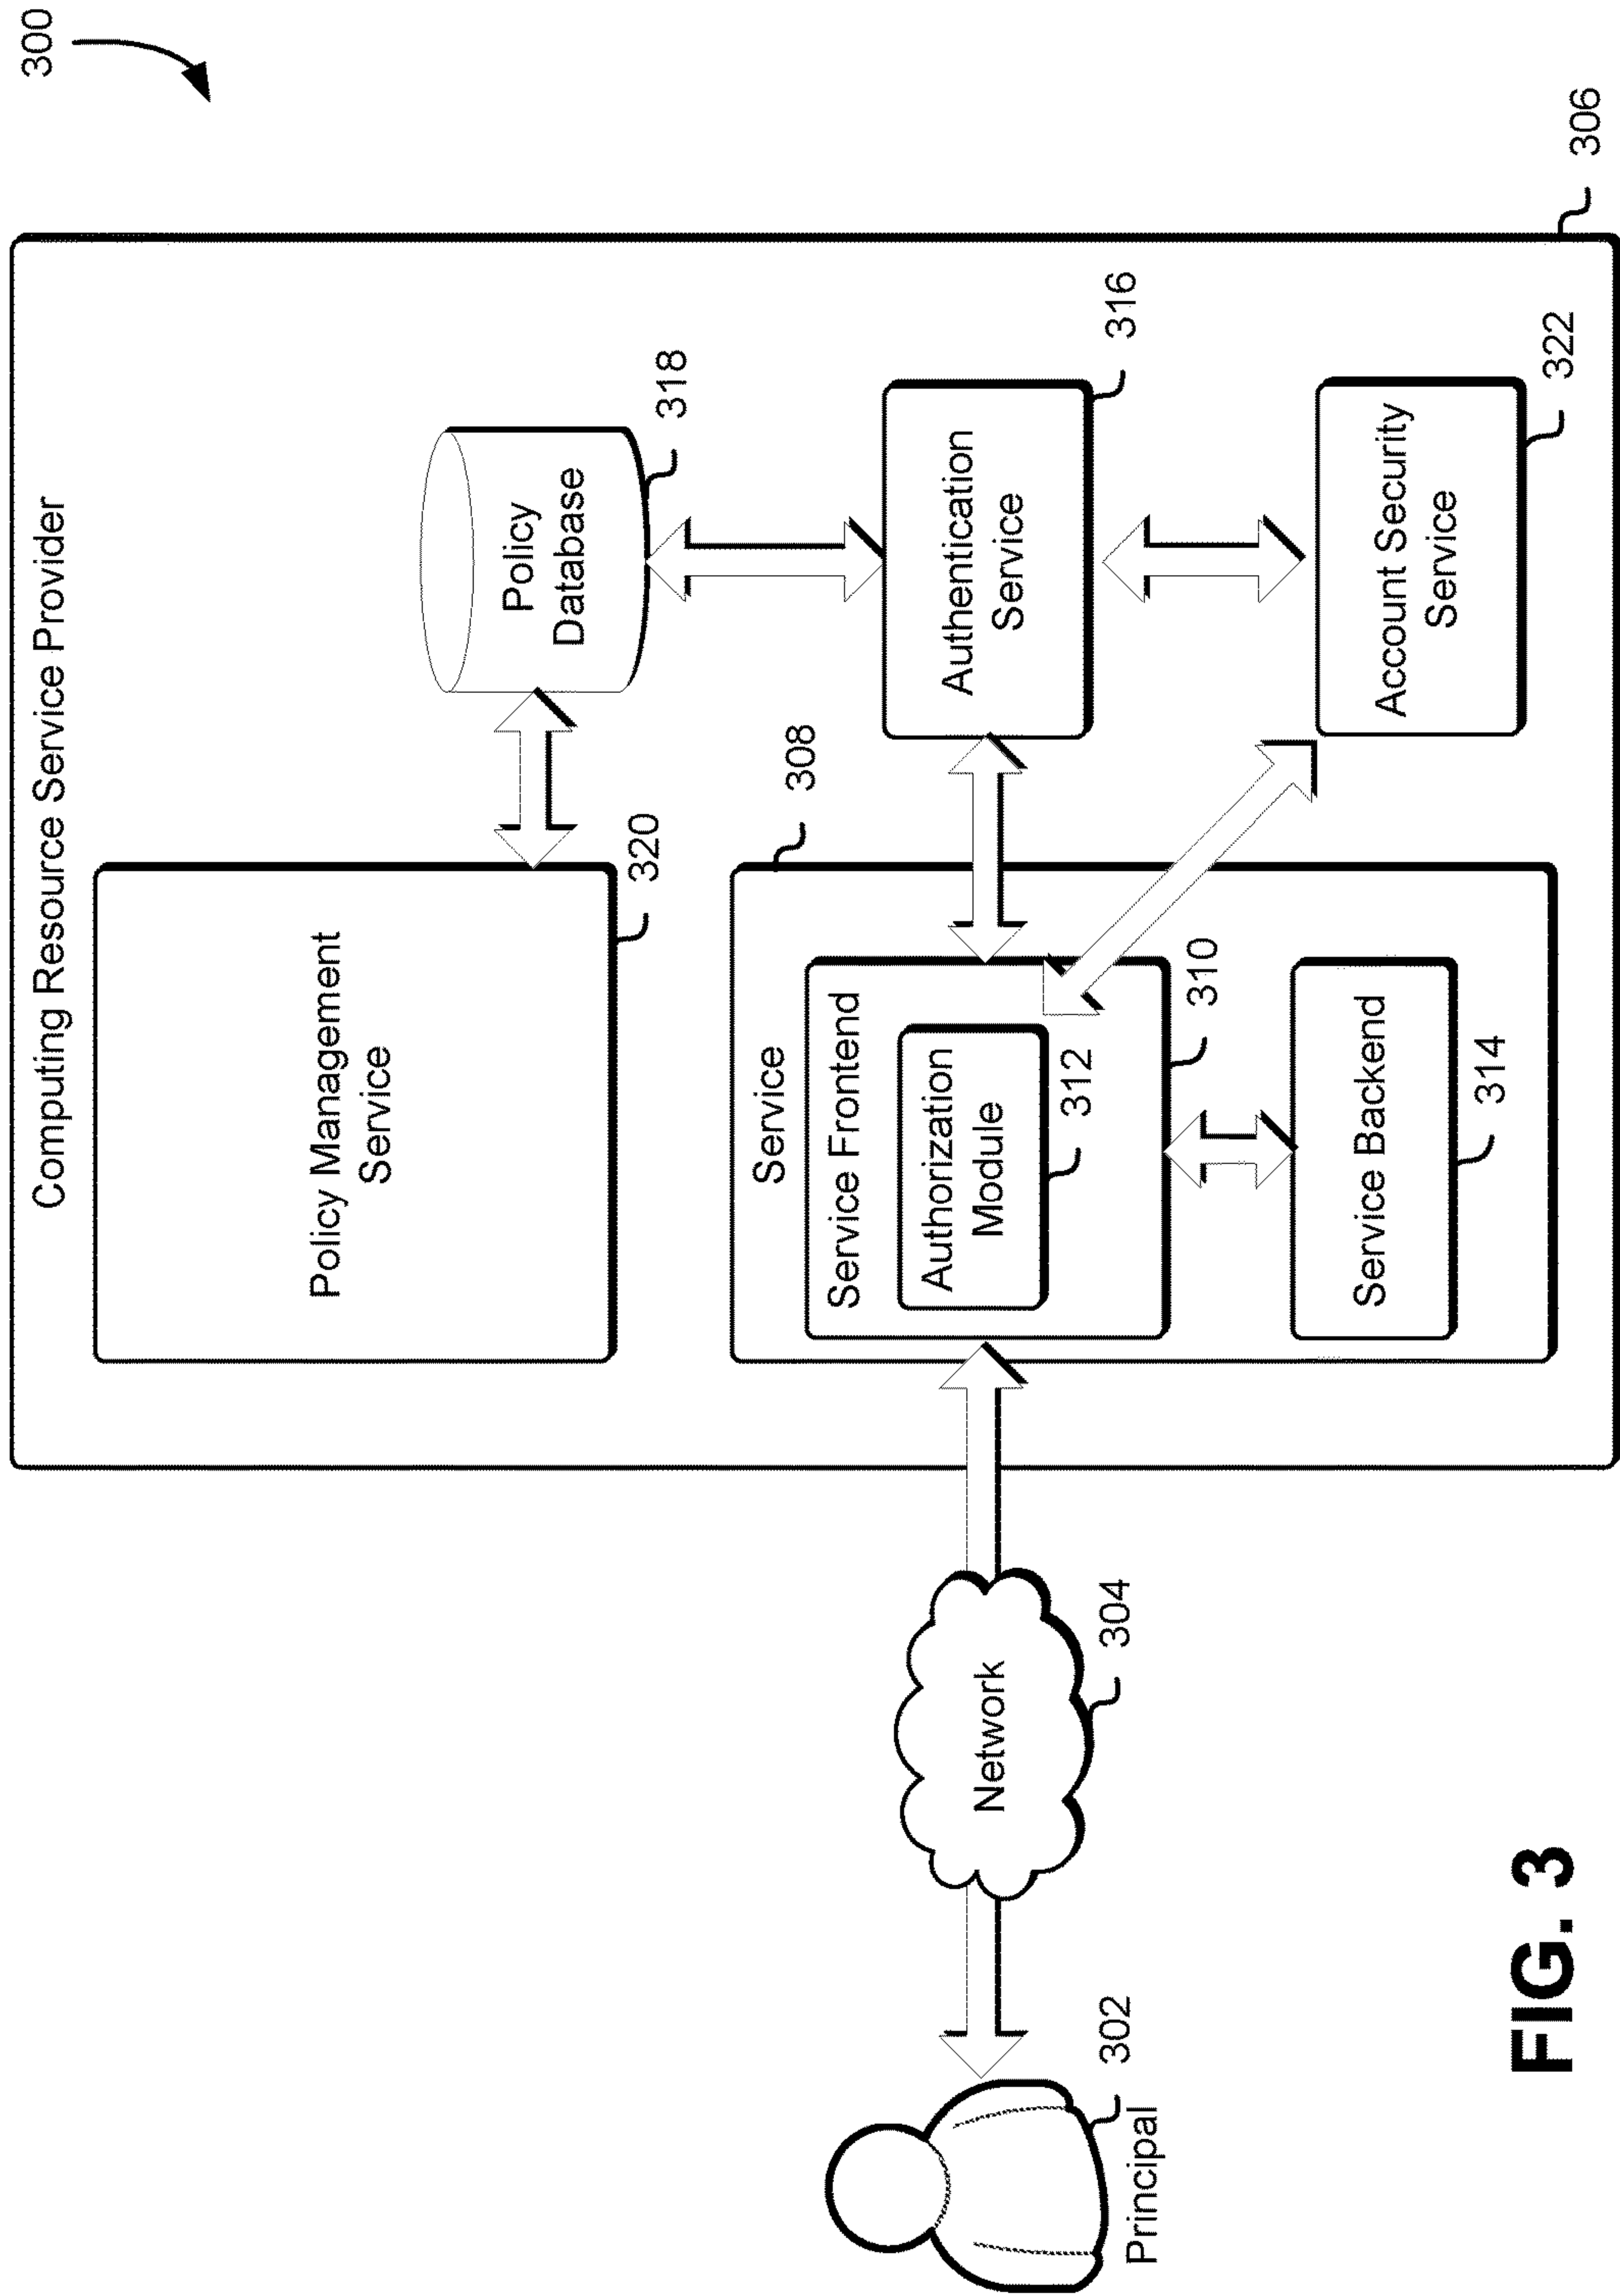 300
Computing Resource Service Provider
306
Policy Management
Service
320
Policy
Database
318
Service
308
Service Frontend
310
Authorization
Module
312
Service Backend
314
Authentication
Service
316
Account Security
Service
322
Network
304
302
Principal
FIG. 3